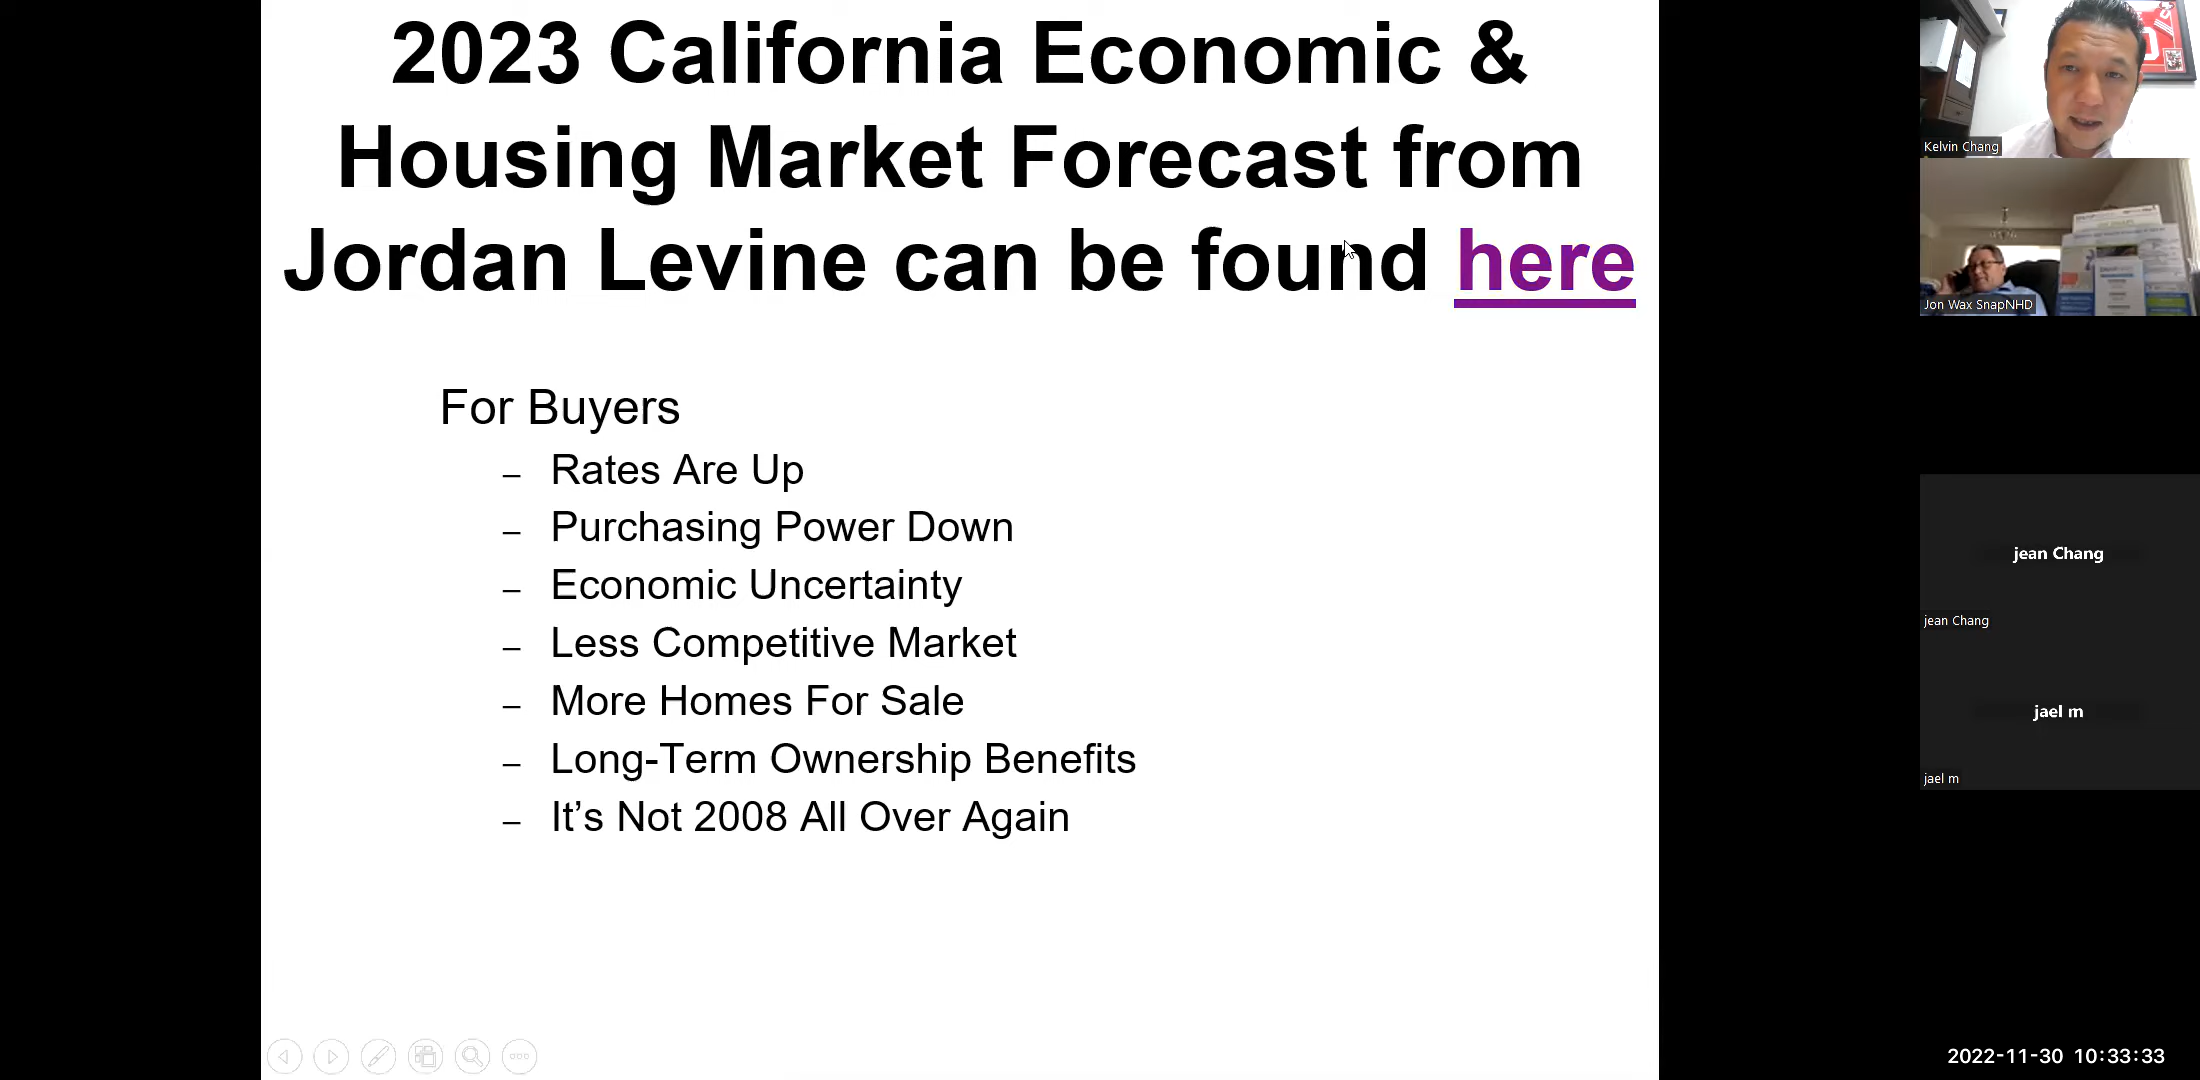 2023 California Economic &
Housing Market Forecast from
Jordan Levine can be found here
For Buyers
– Rates Are Up
– Purchasing Power Down
– Economic Uncertainty
– Less Competitive Market
– More Homes For Sale
– Long-Term Ownership Benefits
– It’s Not 2008 All Over Again
Kelvin Chang
Jon Wax SnapNHD
jean Chang
jean Chang
jael m
jael m
2022-11-30 10:33:33